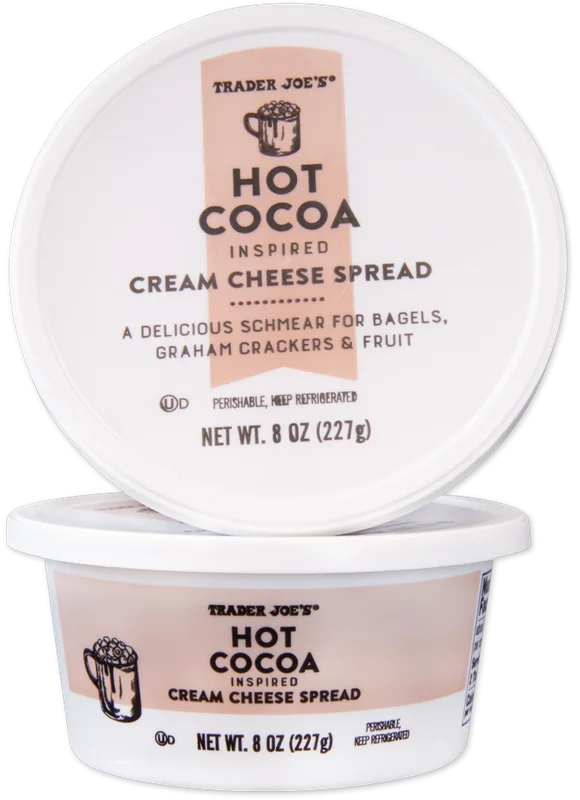 TRADER JOE'S®
HOT
COCOA
INSPIRED
CREAM CHEESE SPREAD
A DELICIOUS SCHMEAR FOR BAGELS,
GRAHAM CRACKERS & FRUIT
UD PERISHABLE, KEEP REFRIGERATED
NET WT. 8 OZ (227g)
TRADER JOE'S®
HOT
COCOA
INSPIRED
CREAM CHEESE SPREAD
UD NET WT. 8 OZ (227g)
PERISHABLE,
KEEP REFRIGERATED